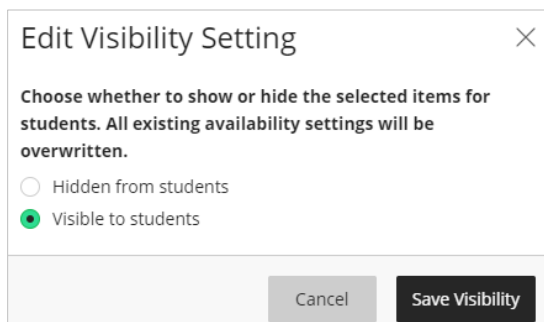 Edit Visibility Setting
Choose whether to show or hide the selected items for
students. All existing availability settings will be
overwritten.
Hidden from students
Visible to students
Cancel
Save Visibility